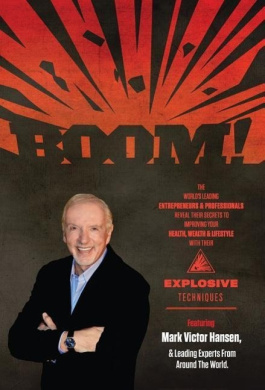 BOOM!
THE
WORLD'S LEADING
ENTREPRENEURS & PROFESSIONALS
REVEAL THEIR SECRETS TO
IMPROVING YOUR
HEALTH, WEALTH & LIFESTYLE
WITH THEIR
EXPLOSIVE
TECHNIQUES
Featuring
Mark Victor Hansen,
& Leading Experts From
Around The World.